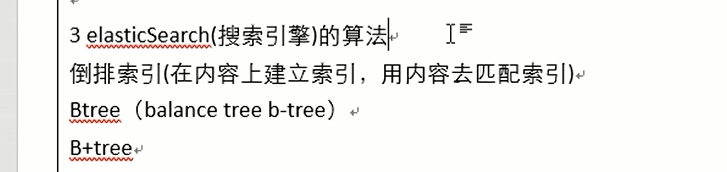 3 elasticSearch(搜索引擎)的算法
倒排索引(在内容上建立索引，用内容去匹配索引)
Btree（balance tree b-tree）
B+tree